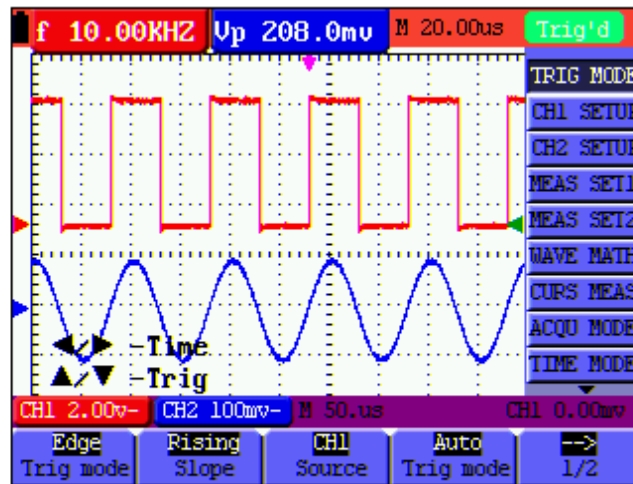 f 10.00KHZ Vp 208.0mv M 20.00us Trig'd
TRIG MODE
CH1 SETUP
CH2 SETUP
MEAS SET1
MEAS SET2
WAVE MATH
CURS MEAS
ACQU MODE
TIME MODE
◀/▶ -Time
▲/▼ -Trig
CH1 2.00v- CH2 100mv- M 50.us CH1 0.00mv
Edge Rising CH1 Auto -->
Trig mode Slope Source Trig mode 1/2